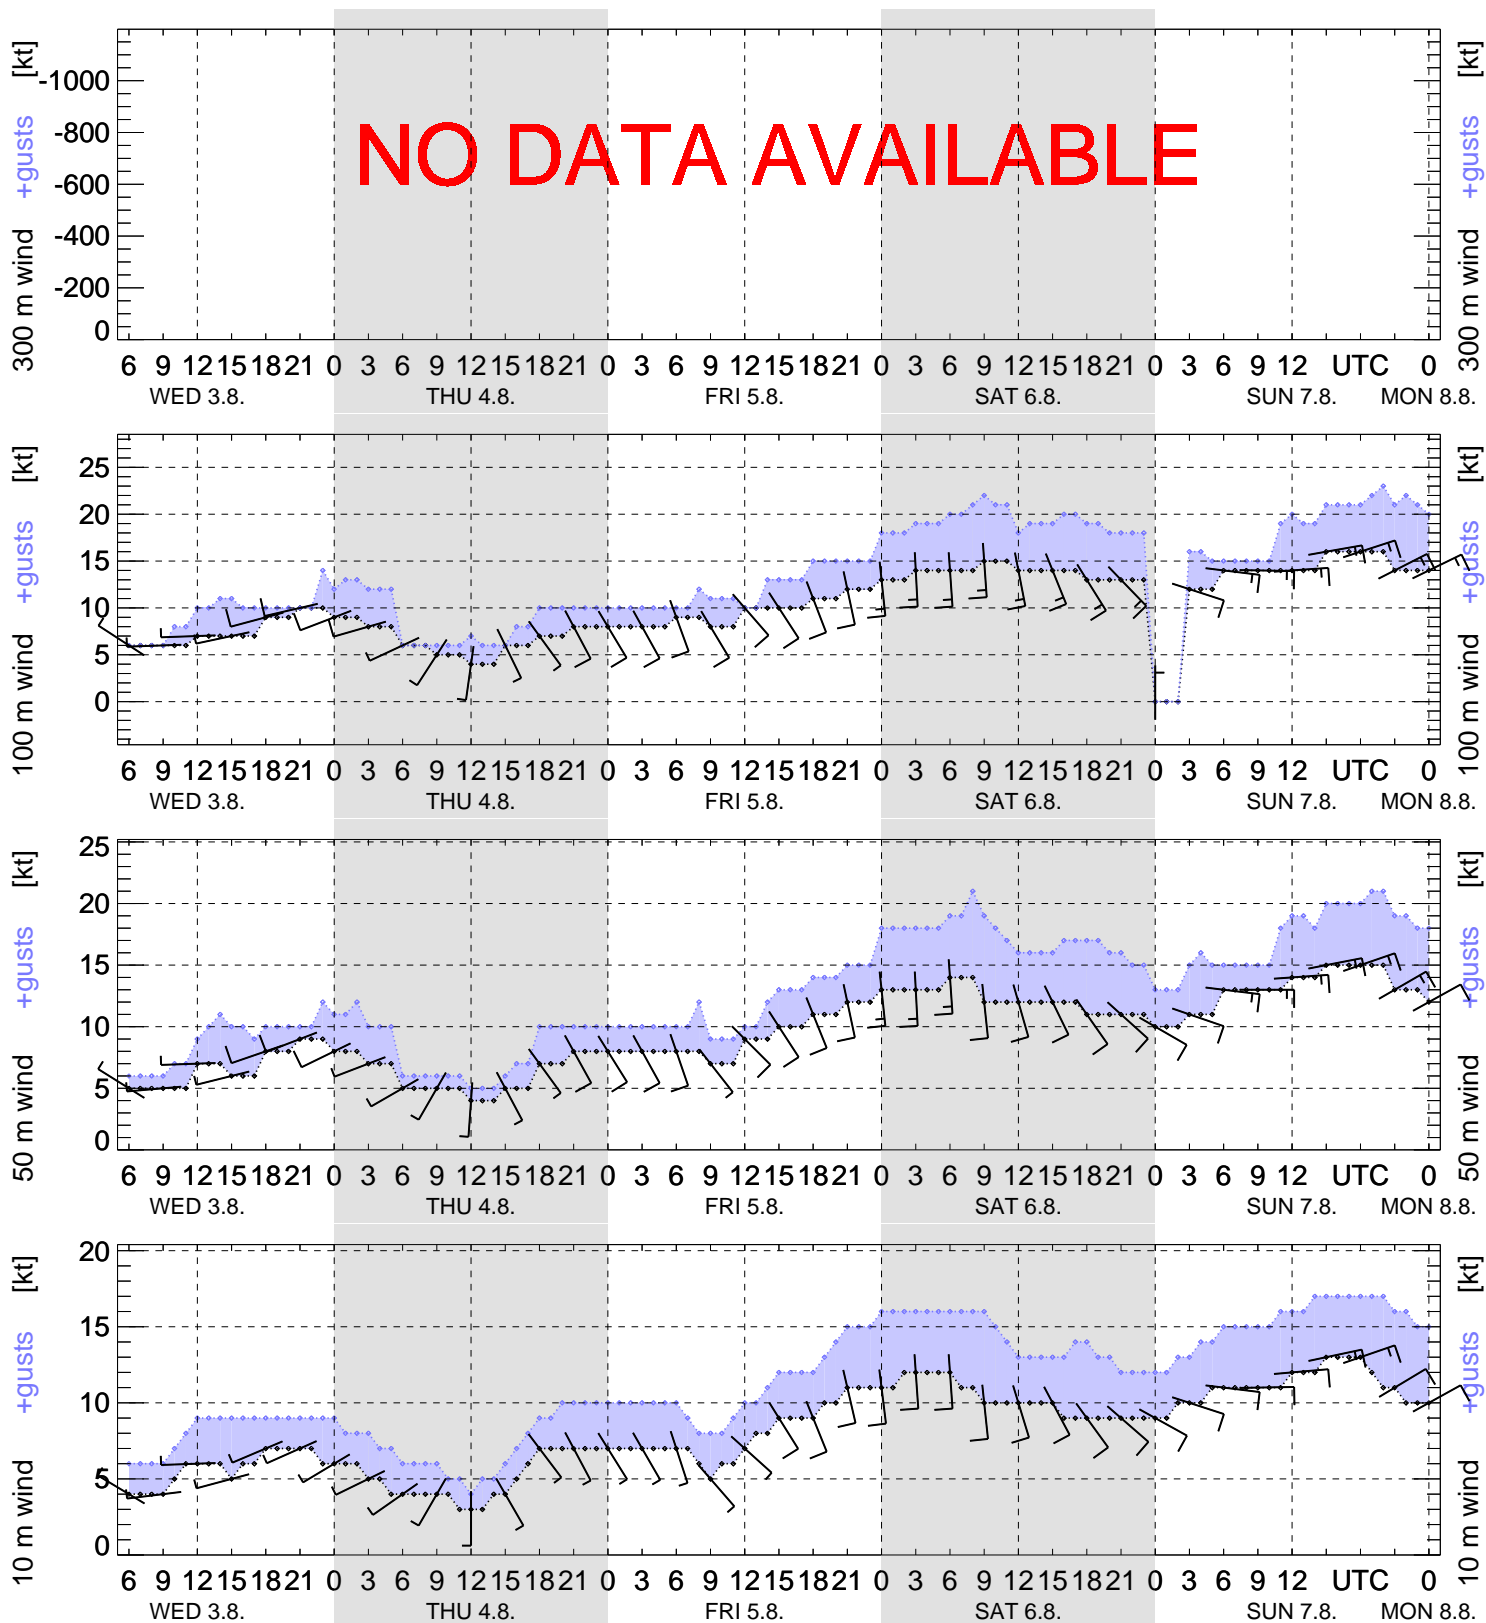 300 m wind +gusts [kt]
-1000
-800
-600
-400
-200
0
NO DATA AVAILABLE
300 m wind +gusts [kt]
6 9 12 15 18 21 0 3 6 9 12 15 18 21 0 3 6 9 12 15 18 21 0 3 6 9 12 15 18 21 0 3 6 9 12 UTC 0
WED 3.8. THU 4.8. FRI 5.8. SAT 6.8. SUN 7.8. MON 8.8.
100 m wind +gusts [kt]
25
20
15
10
5
0
100 m wind +gusts [kt]
6 9 12 15 18 21 0 3 6 9 12 15 18 21 0 3 6 9 12 15 18 21 0 3 6 9 12 15 18 21 0 3 6 9 12 UTC 0
WED 3.8. THU 4.8. FRI 5.8. SAT 6.8. SUN 7.8. MON 8.8.
50 m wind +gusts [kt]
25
20
15
10
5
0
50 m wind +gusts [kt]
6 9 12 15 18 21 0 3 6 9 12 15 18 21 0 3 6 9 12 15 18 21 0 3 6 9 12 15 18 21 0 3 6 9 12 UTC 0
WED 3.8. THU 4.8. FRI 5.8. SAT 6.8. SUN 7.8. MON 8.8.
10 m wind +gusts [kt]
20
15
10
5
0
10 m wind +gusts [kt]
6 9 12 15 18 21 0 3 6 9 12 15 18 21 0 3 6 9 12 15 18 21 0 3 6 9 12 15 18 21 0 3 6 9 12 UTC 0
WED 3.8. THU 4.8. FRI 5.8. SAT 6.8. SUN 7.8. MON 8.8.